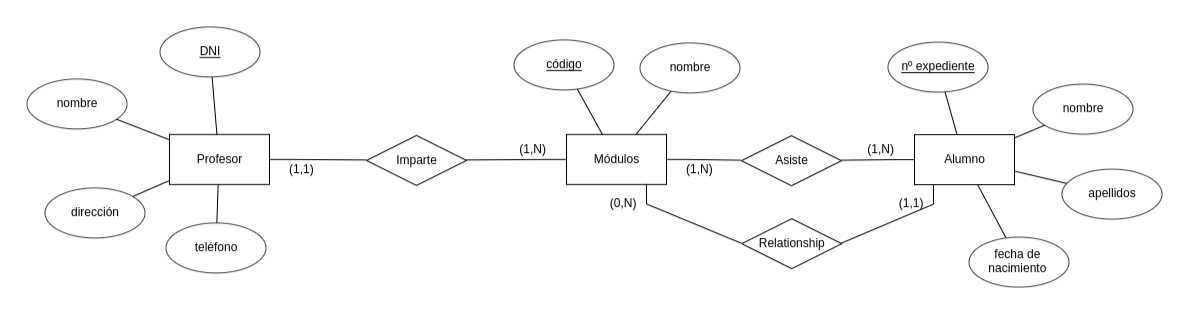 DNI
nombre
Profesor
dirección
teléfono
(1,1)
Imparte
(1,N)
código
nombre
Módulos
(1,N)
Asiste
(1,N)
(0,N)
Relationship
(1,1)
nº expediente
nombre
Alumno
apellidos
fecha de
nacimiento